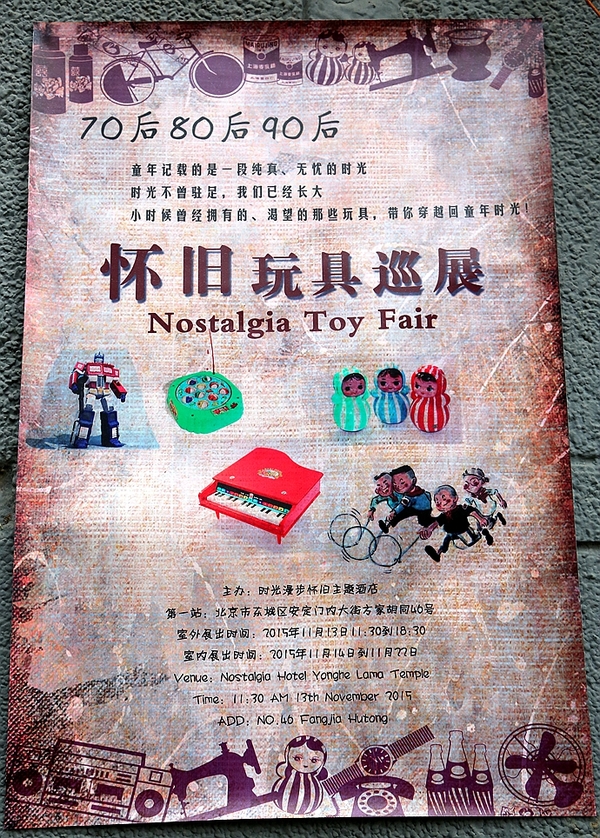 70后80后90后
童年记载的是一段纯真、无忧的时光
时光不曾驻足，我们已经长大
小时候曾经拥有的、渴望的那些玩具，带你穿越回童年时光！
怀旧玩具巡展
Nostalgia Toy Fair
主办：时光漫步怀旧主题酒店
第一站：北京市东城区安定门内大街方家胡同46号
室外展出时间：2015年11月13日11:30到18:30
室内展出时间：2015年11月14日到11月22日
Venue: Nostalgia Hotel Yonghe Lama Temple
Time: 11:30 AM 13th November 2015
ADD: NO.46 Fangjia Hutong